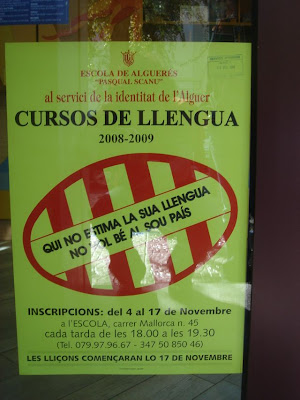 ESCOLA DE ALGUERÉS
"PASQUAL SCANU"
al servici de la identitat de l'Alguer
CURSOS DE LLENGUA
2008-2009
QUI NO ESTIMA LA SUA LLENGUA
NO VOL BÉ AL SOU PAÍS
INSCRIPCIONS: del 4 al 17 de Novembre
a l'ESCOLA, carrer Mallorca n. 45
cada tarda de les 18.00 a les 19.30
(Tel. 079.97.96.67 - 347 50 850 46)
LES LLIÇONS COMENÇARAN LO 17 DE NOVEMBRE